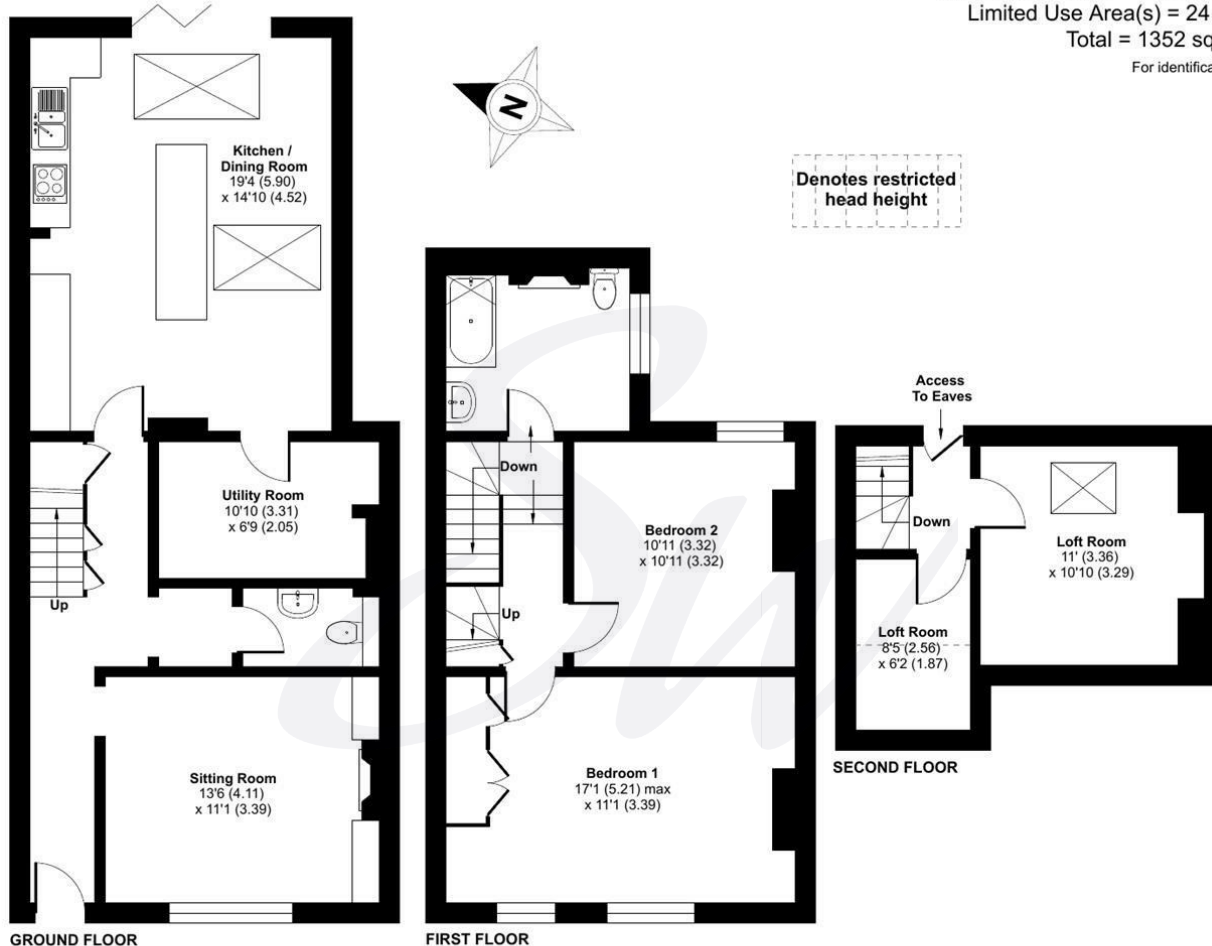 Limited Use Area(s) = 24
Total = 1352 sq
For identifica
N
Denotes restricted
head height
Kitchen /
Dining Room
19'4 (5.90)
x 14'10 (4.52)
Utility Room
10'10 (3.31)
x 6'9 (2.05)
Up
Sitting Room
13'6 (4.11)
x 11'1 (3.39)
GROUND FLOOR
Down
Bedroom 2
10'11 (3.32)
x 10'11 (3.32)
Up
Bedroom 1
17'1 (5.21) max
x 11'1 (3.39)
FIRST FLOOR
Access
To Eaves
Down
Loft Room
11' (3.36)
x 10'10 (3.29)
Loft Room
8'5 (2.56)
x 6'2 (1.87)
SECOND FLOOR
Sw